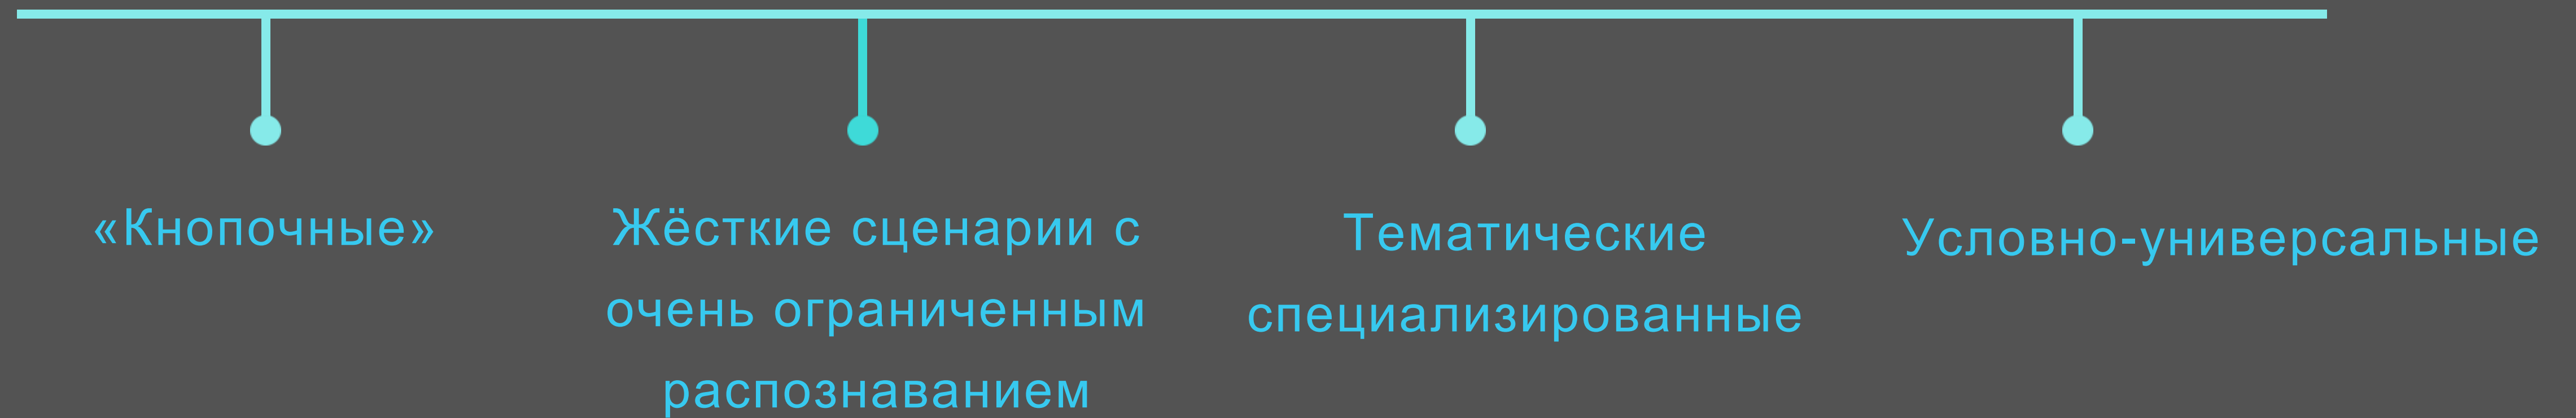 «Кнопочные»
Жёсткие сценарии с
очень ограниченным
распознаванием
Тематические
специализированные
Условно-универсальные